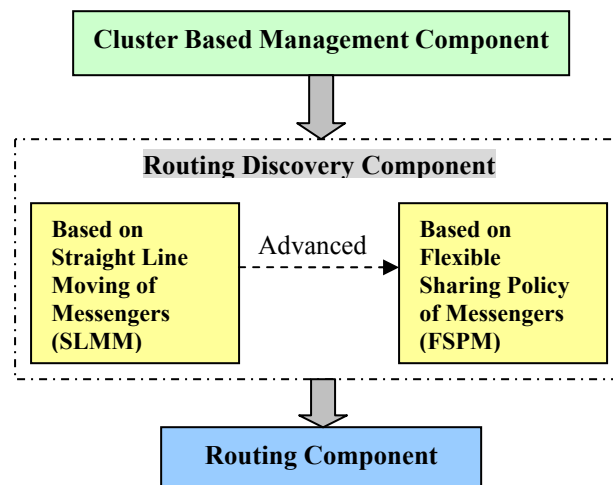 Cluster Based Management Component
Routing Discovery Component
Based on
Straight Line
Moving of
Messengers
(SLMM)
Advanced
Based on
Flexible
Sharing Policy
of Messengers
(FSPM)
Routing Component